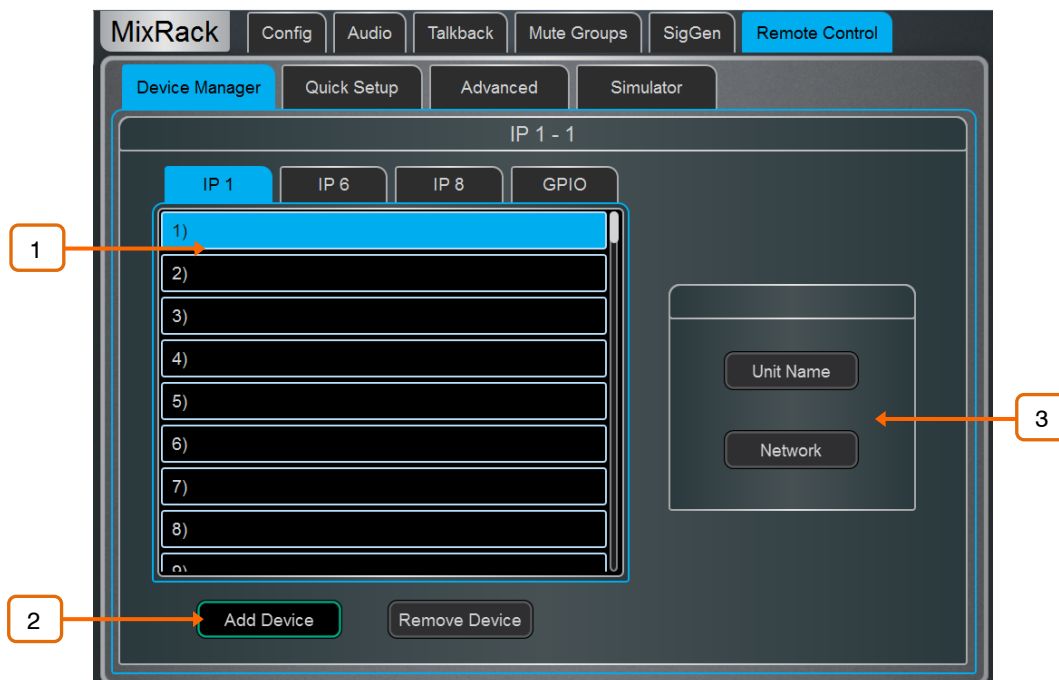 MixRack Config Audio Talkback Mute Groups SigGen Remote Control
Device Manager Quick Setup Advanced Simulator
IP 1 - 1
IP 1 IP 6 IP 8 GPIO
1)
1
2)
3)
4)
Unit Name
5)
3
6)
Network
7)
8)
9)
2
Add Device Remove Device